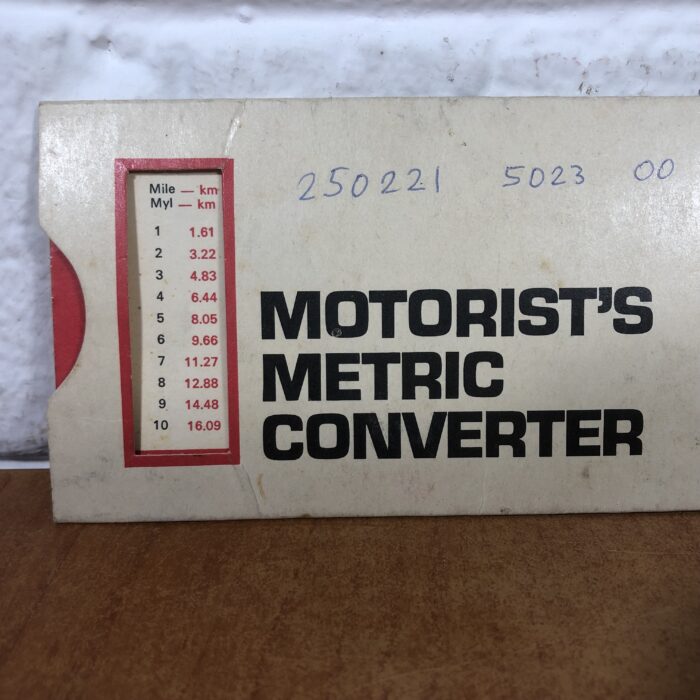 250221 5023 00
Mile — km
Myl — km
1 1.61
2 3.22
3 4.83
4 6.44
5 8.05
6 9.66
7 11.27
8 12.88
9 14.48
10 16.09
MOTORIST'S
METRIC
CONVERTER